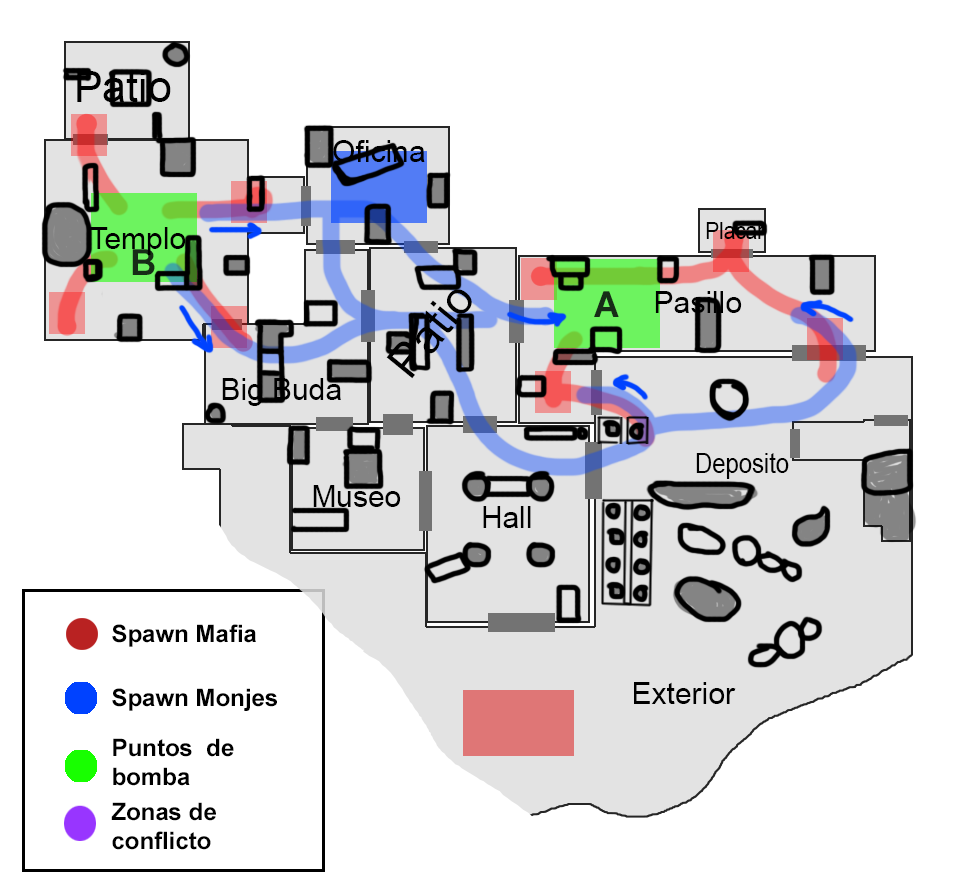 Patio
Oficina
Templo
B
Placar
A
Pasillo
Patio
Big Buda
Deposito
Museo
Hall
Exterior
Spawn Mafia
Spawn Monjes
Puntos de
bomba
Zonas de
conflicto